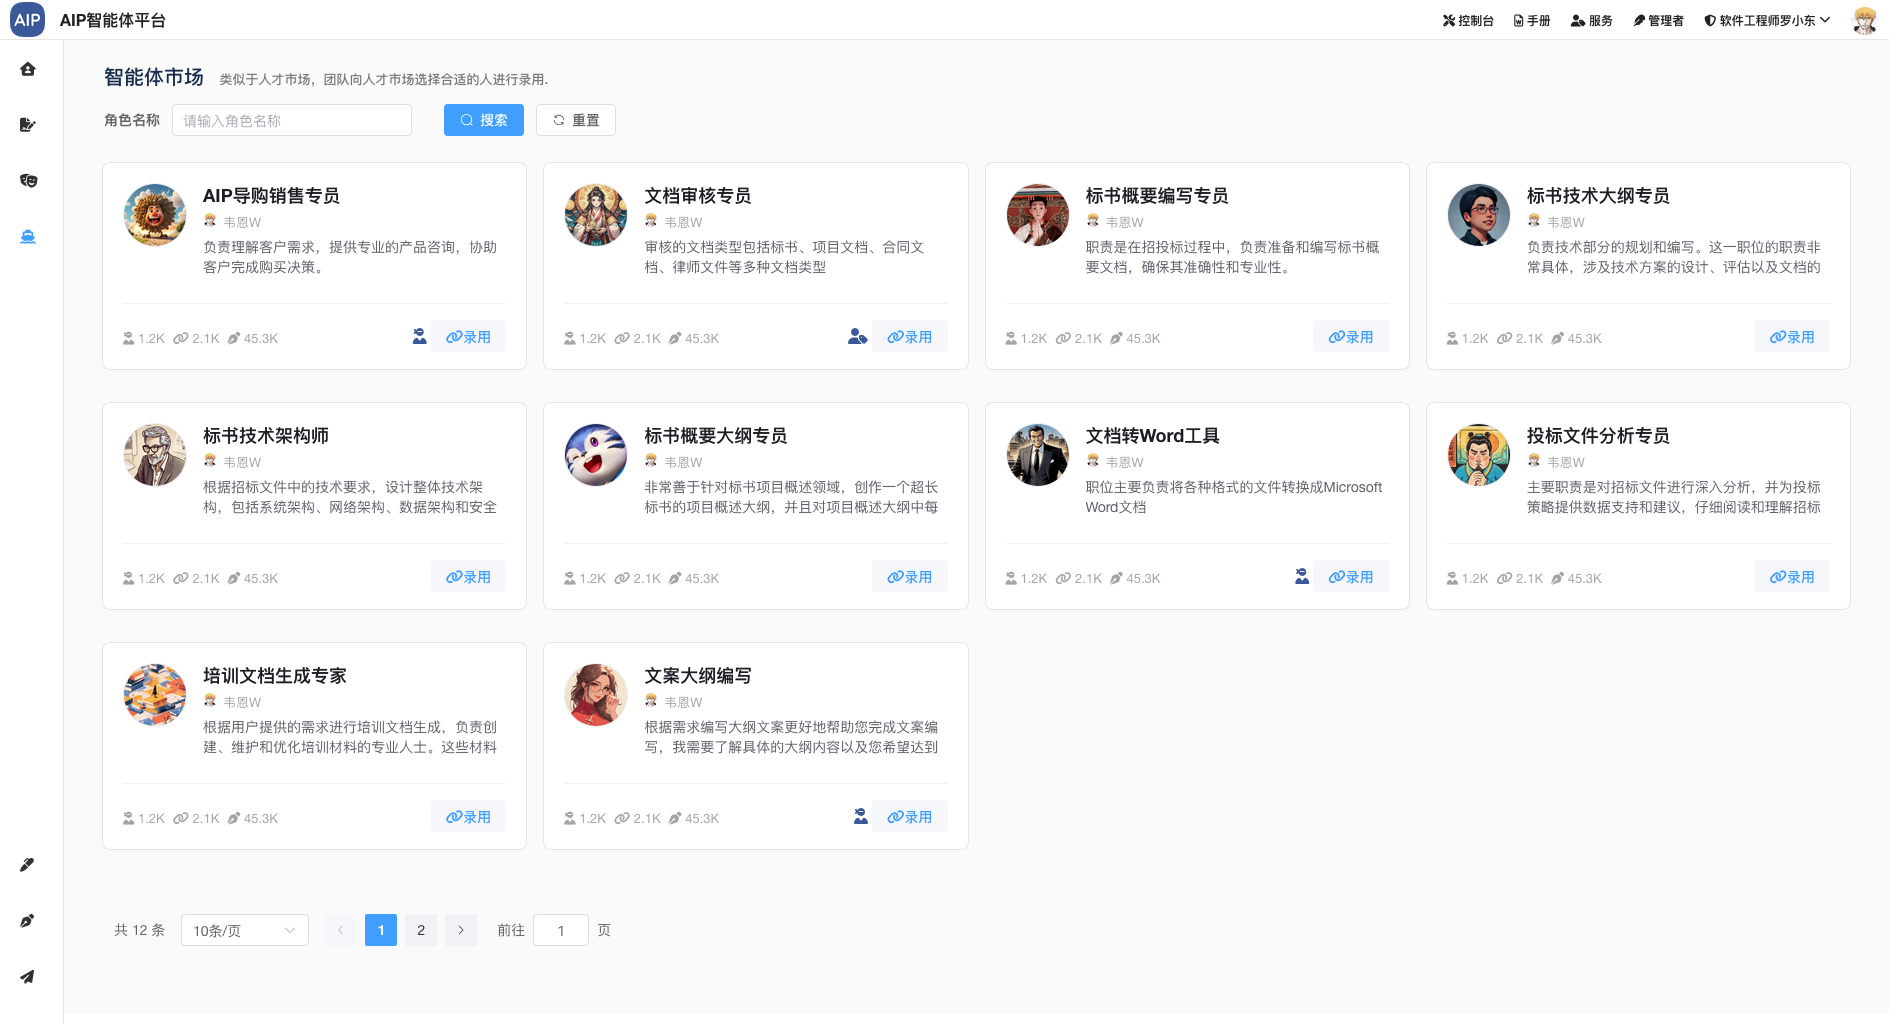 AIP
AIP智能体平台
控制台
手册
服务
管理者
软件工程师罗小东
智能体市场
类似于人才市场，团队向人才市场选择合适的人进行录用.
角色名称
请输入角色名称
搜索
重置
AIP导购销售专员
韦恩W
负责理解客户需求，提供专业的产品咨询，协助
客户完成购买决策。
1.2K 2.1K 45.3K
录用
文档审核专员
韦恩W
审核的文档类型包括标书、项目文档、合同文
档、律师文件等多种文档类型
1.2K 2.1K 45.3K
录用
标书概要编写专员
韦恩W
职责是在招投标过程中，负责准备和编写标书概
要文档，确保其准确性和专业性。
1.2K 2.1K 45.3K
录用
标书技术大纲专员
韦恩W
负责技术部分的规划和编写。这一职位的职责非
常具体，涉及技术方案的设计、评估以及文档的
1.2K 2.1K 45.3K
录用
标书技术架构师
韦恩W
根据招标文件中的技术要求，设计整体技术架
构，包括系统架构、网络架构、数据架构和安全
1.2K 2.1K 45.3K
录用
标书概要大纲专员
韦恩W
非常善于针对标书项目概述领域，创作一个超长
标书的项目概述大纲，并且对项目概述大纲中每
1.2K 2.1K 45.3K
录用
文档转Word工具
韦恩W
职位主要负责将各种格式的文件转换成Microsoft
Word文档
1.2K 2.1K 45.3K
录用
投标文件分析专员
韦恩W
主要职责是对招标文件进行深入分析，并为投标
策略提供数据支持和建议，仔细阅读和理解招标
1.2K 2.1K 45.3K
录用
培训文档生成专家
韦恩W
根据用户提供的需求进行培训文档生成，负责创
建、维护和优化培训材料的专业人士。这些材料
1.2K 2.1K 45.3K
录用
文案大纲编写
韦恩W
根据需求编写大纲文案更好地帮助您完成文案编
写，我需要了解具体的大纲内容以及您希望达到
1.2K 2.1K 45.3K
录用
共 12 条
10条/页
1
2
前往
1
页